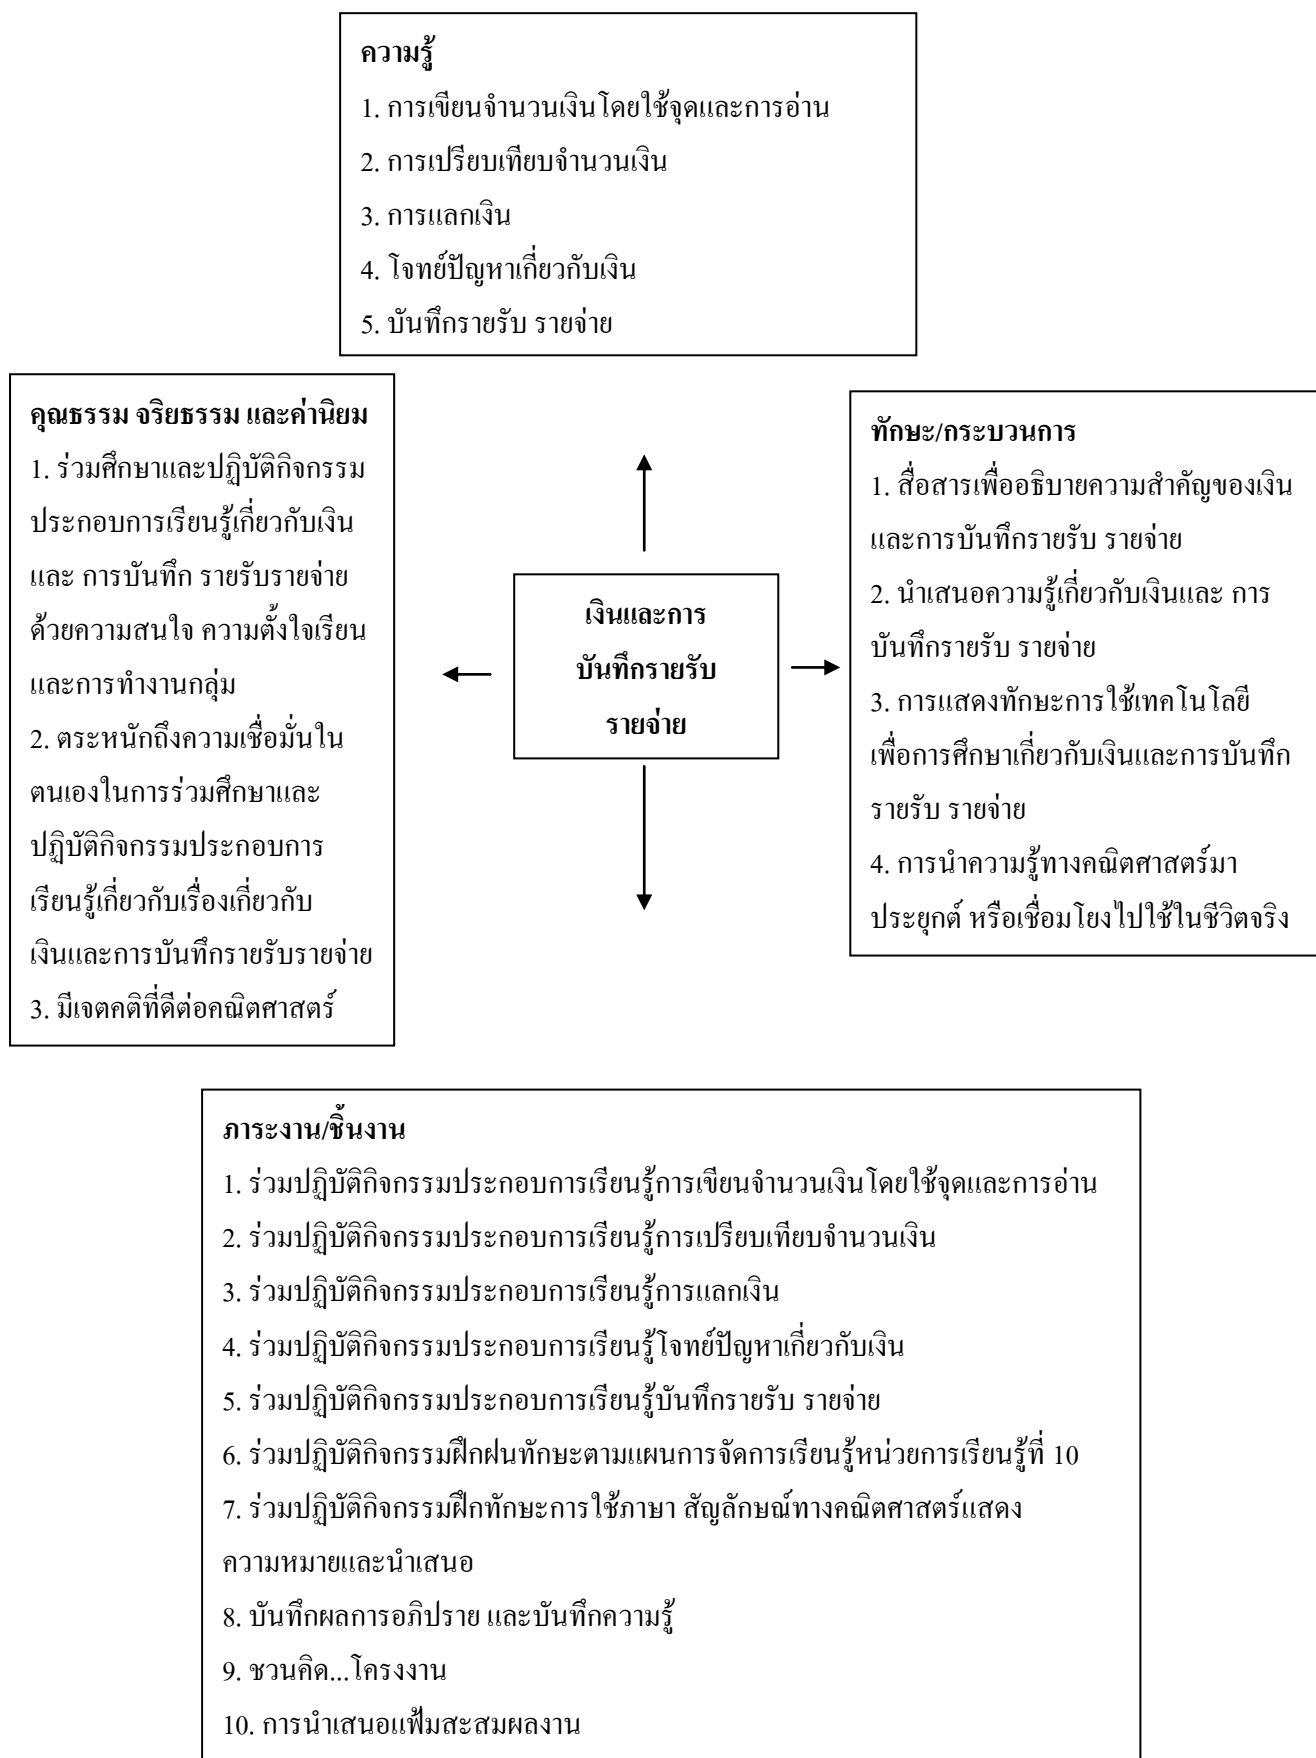 ความรู้
1. การเขียนจำนวนเงินโดยใช้จุดและการอ่าน
2. การเปรียบเทียบจำนวนเงิน
3. การแลกเงิน
4. โจทย์ปัญหาเกี่ยวกับเงิน
5. บันทึกรายรับ รายจ่าย
คุณธรรม จริยธรรม และค่านิยม
1. ร่วมศึกษาและปฏิบัติกิจกรรม
ประกอบการเรียนรู้เกี่ยวกับเงิน
และ การบันทึก รายรับรายจ่าย
ด้วยความสนใจ ความตั้งใจเรียน
และการทำงานกลุ่ม
2. ตระหนักถึงความเชื่อมั่นใน
ตนเองในการร่วมศึกษาและ
ปฏิบัติกิจกรรมประกอบการ
เรียนรู้เกี่ยวกับเรื่องเกี่ยวกับ
เงินและการบันทึกรายรับรายจ่าย
3. มีเจตคติที่ดีต่อคณิตศาสตร์
เงินและการ
บันทึกรายรับ
รายจ่าย
ทักษะ/กระบวนการ
1. สื่อสารเพื่ออธิบายความสำคัญของเงิน
และการบันทึกรายรับ รายจ่าย
2. นำเสนอความรู้เกี่ยวกับเงินและ การ
บันทึกรายรับ รายจ่าย
3. การแสดงทักษะการใช้เทคโนโลยี
เพื่อการศึกษาเกี่ยวกับเงินและการบันทึก
รายรับ รายจ่าย
4. การนำความรู้ทางคณิตศาสตร์มา
ประยุกต์ หรือเชื่อมโยงไปใช้ในชีวิตจริง
ภาระงาน/ชิ้นงาน
1. ร่วมปฏิบัติกิจกรรมประกอบการเรียนรู้การเขียนจำนวนเงินโดยใช้จุดและการอ่าน
2. ร่วมปฏิบัติกิจกรรมประกอบการเรียนรู้การเปรียบเทียบจำนวนเงิน
3. ร่วมปฏิบัติกิจกรรมประกอบการเรียนรู้การแลกเงิน
4. ร่วมปฏิบัติกิจกรรมประกอบการเรียนรู้โจทย์ปัญหาเกี่ยวกับเงิน
5. ร่วมปฏิบัติกิจกรรมประกอบการเรียนรู้บันทึกรายรับ รายจ่าย
6. ร่วมปฏิบัติกิจกรรมฝึกฝนทักษะตามแผนการจัดการเรียนรู้หน่วยการเรียนรู้ที่ 10
7. ร่วมปฏิบัติกิจกรรมฝึกทักษะการใช้ภาษา สัญลักษณ์ทางคณิตศาสตร์แสดง
ความหมายและนำเสนอ
8. บันทึกผลการอภิปราย และบันทึกความรู้
9. ชวนคิด...โครงงาน
10. การนำเสนอแฟ้มสะสมผลงาน